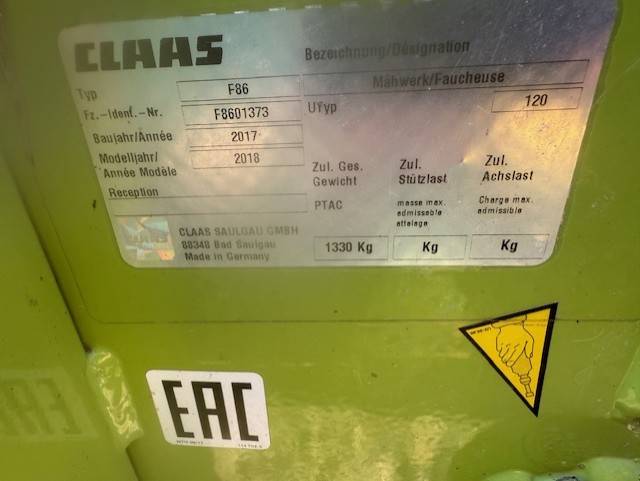 CLAAS
Bezeichnung/Désignation
Mähwerk/Faucheuse
Typ F86
UTyp 120
Fz.-Ident.-Nr. F8601373
Baujahr/Année 2017
Modelljahr/
Année Modèle 2018
Reception
Zul. Ges.
Gewicht
PTAC
1330 Kg
Zul.
Stützlast
masse max.
admissable
attelage
Kg
Zul.
Achslast
Charge max.
admissible
Kg
CLAAS
CLAAS SAULGAU GMBH
88348 Bad Saulgau
Made in Germany
EAC